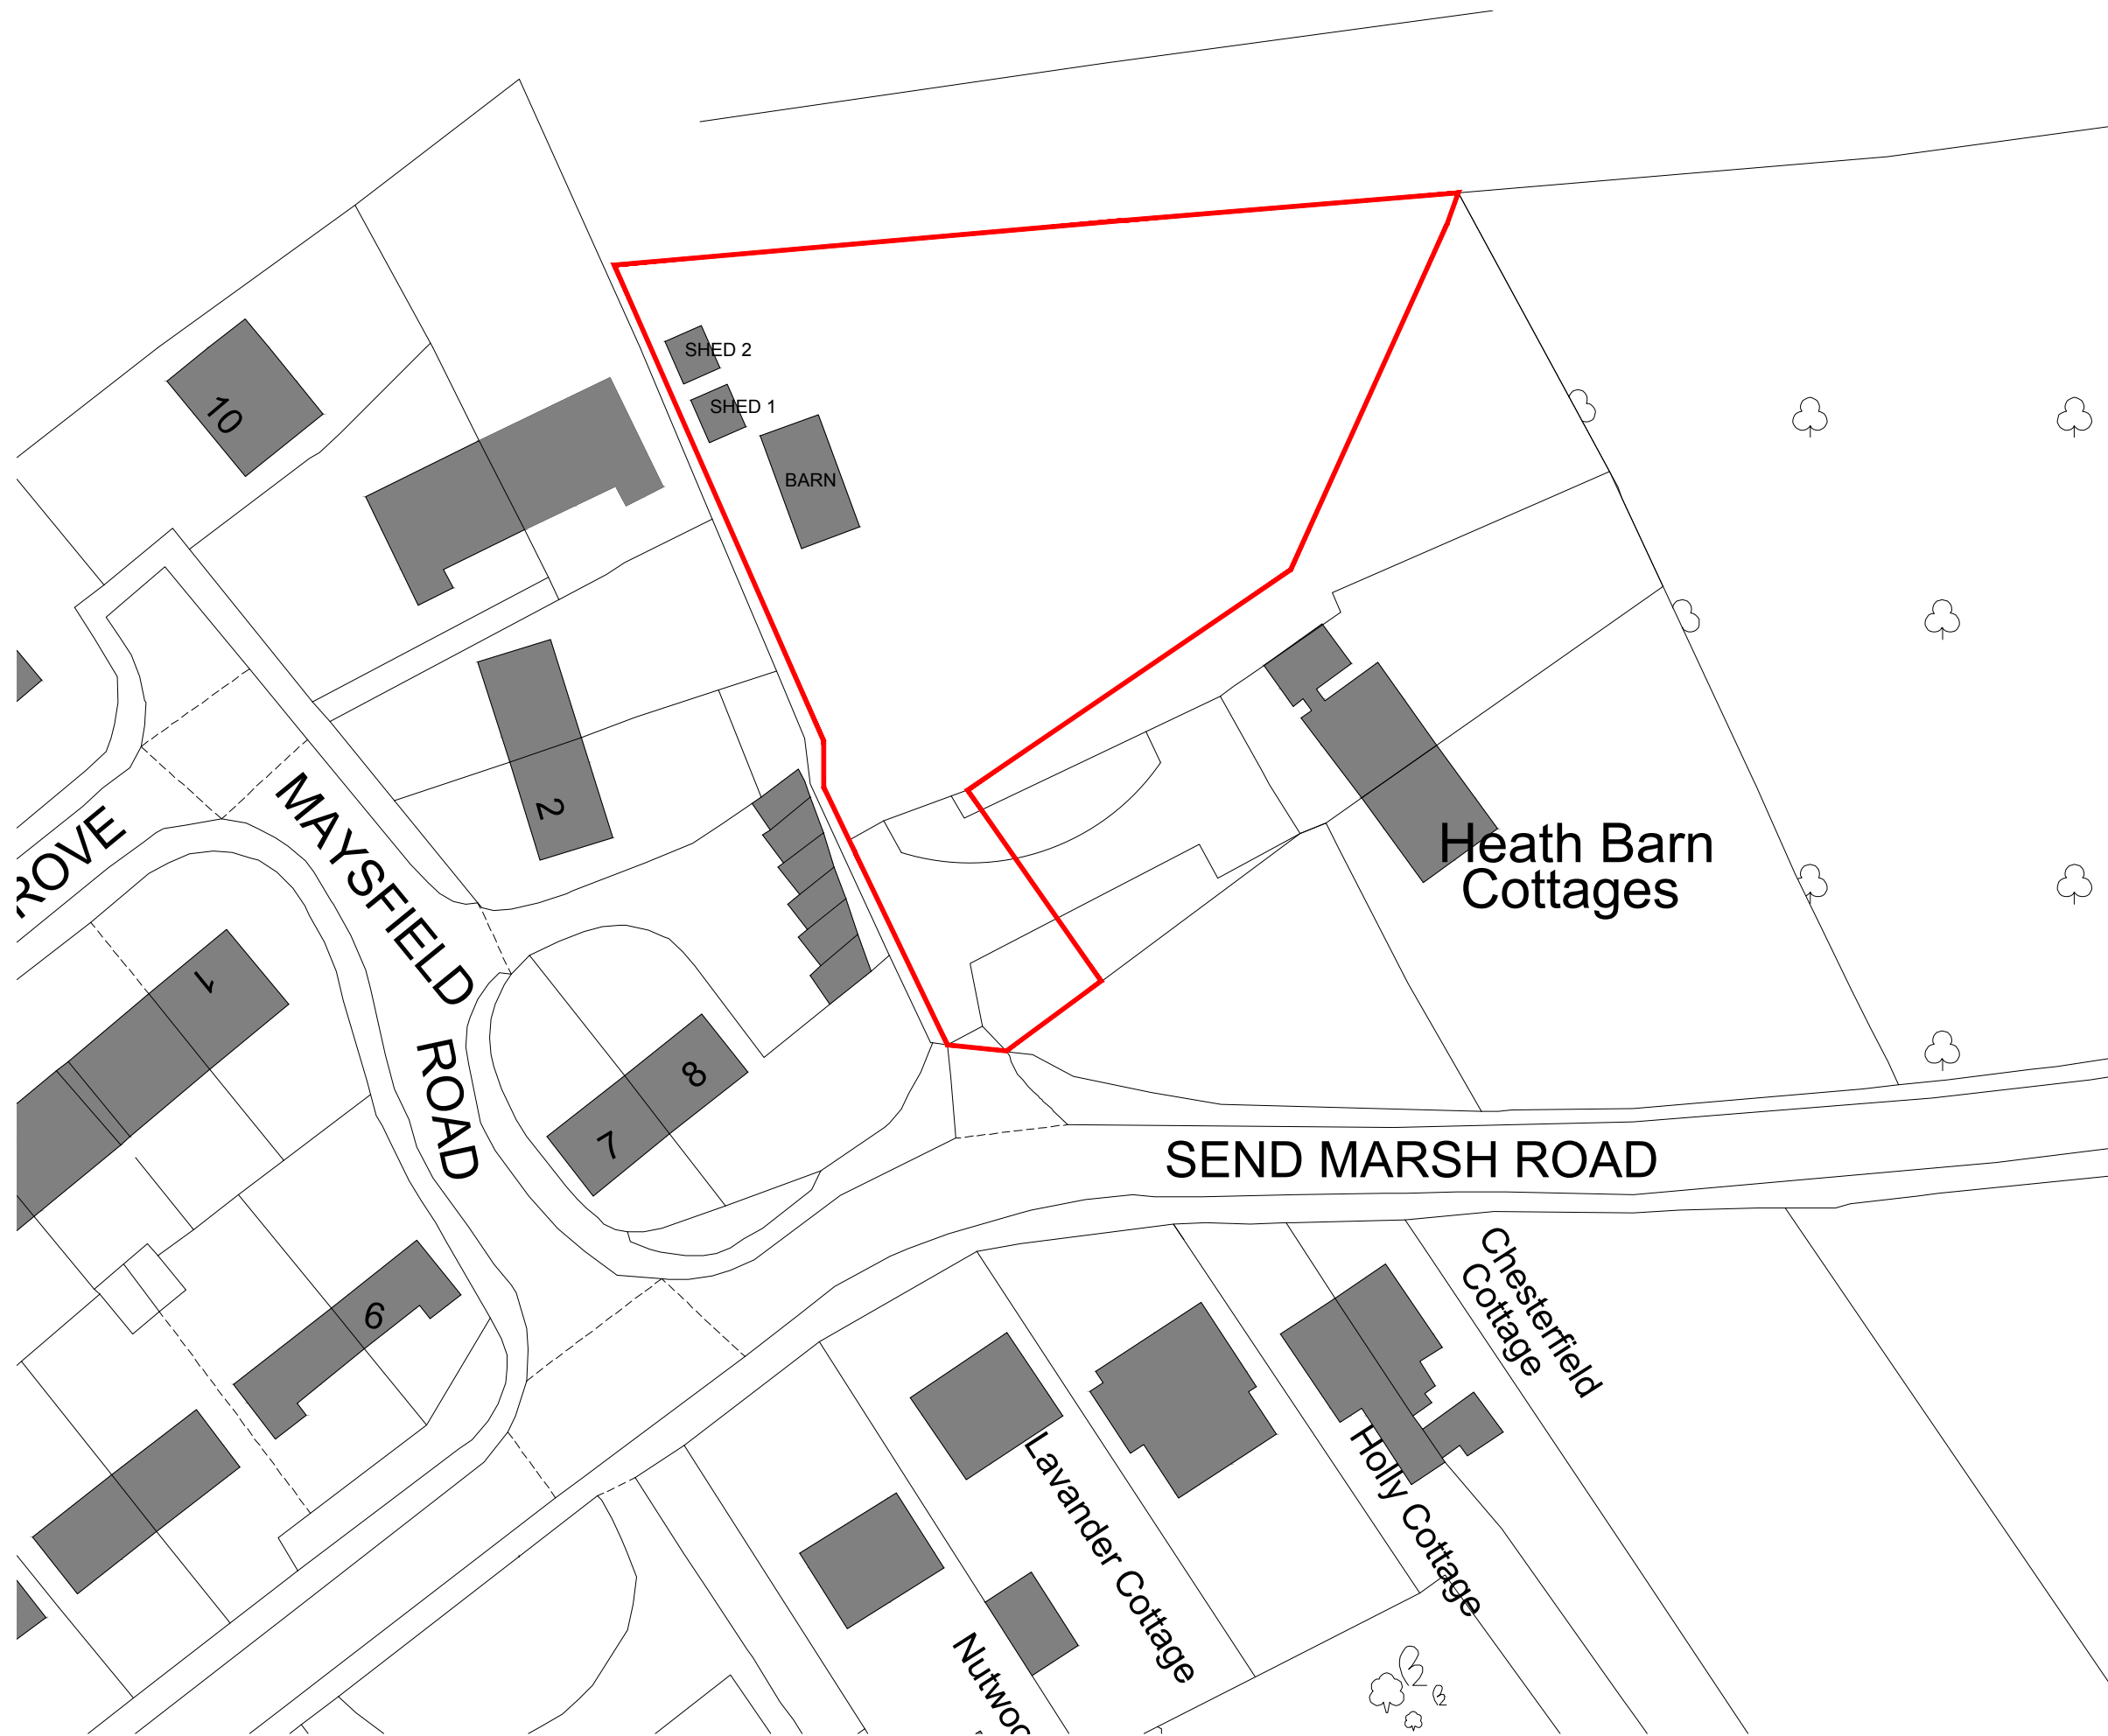 SHED 2
SHED 1
10
BARN
2
MAYSFIELD
ROAD
ROVE
Heath Barn
Cottages
1
8
7
SEND MARSH ROAD
6
Chesterfield
Cottage
Holly Cottage
Lavander Cottage
Nutwoo